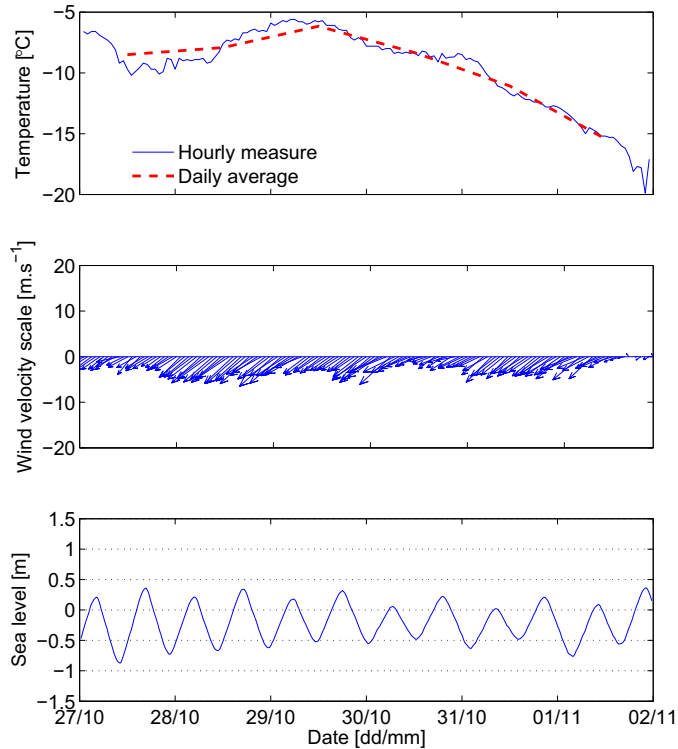 Temperature [°C]
−5
−10
−15
−20
Hourly measure
Daily average
Wind velocity scale [m.s⁻¹]
20
10
0
−10
−20
Sea level [m]
1.5
1
0.5
0
−0.5
−1
−1.5
27/10 28/10 29/10 30/10 31/10 01/11 02/11
Date [dd/mm]